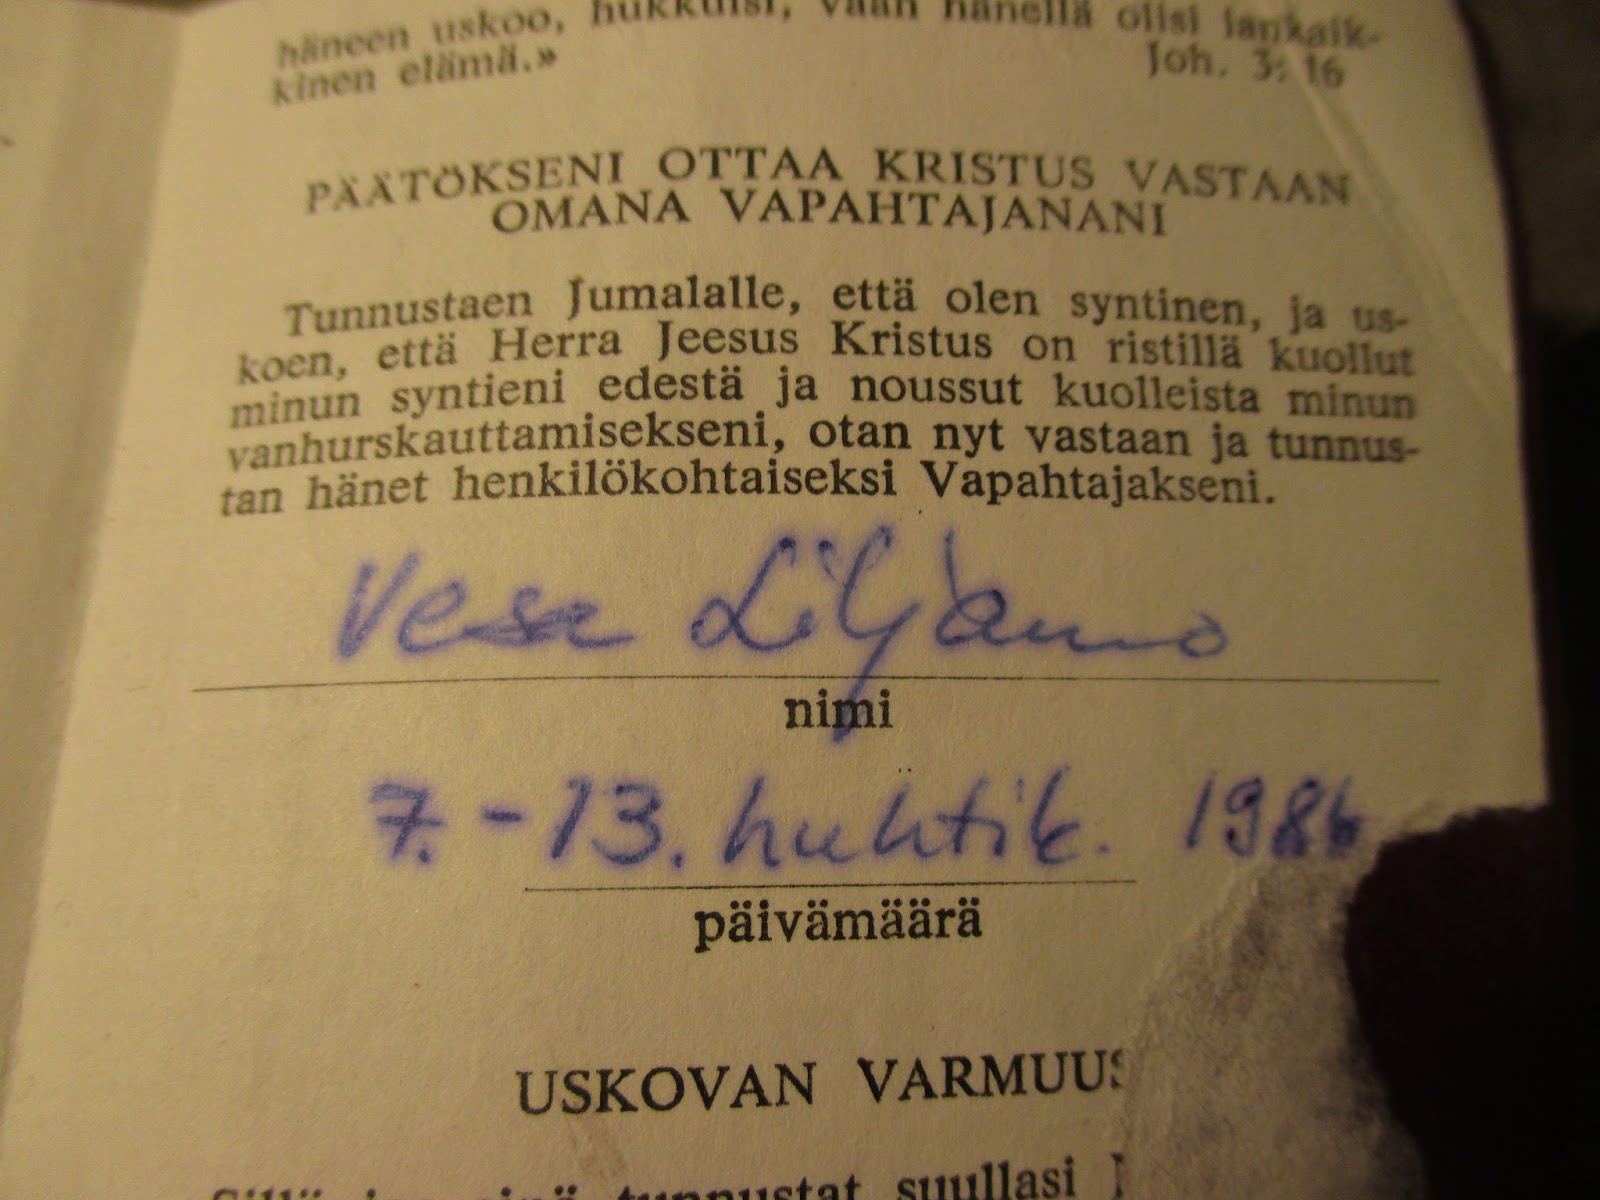 häneen uskoo, hukkuisi, vaan hänellä olisi iankaik-
kinen elämä.»
Joh. 3: 16
PÄÄTÖKSENI OTTAA KRISTUS VASTAAN
OMANA VAPAHTAJANANI
Tunnustaen Jumalalle, että olen syntinen, ja us-
koen, että Herra Jeesus Kristus on ristillä kuollut
minun syntieni edestä ja noussut kuolleista minun
vanhurskauttamisekseni, otan nyt vastaan ja tunnus-
tan hänet henkilökohtaiseksi Vapahtajakseni.
Vesa Liljamo
nimi
7.-13. huhtik. 1986
päivämäärä
USKOVAN VARMUUS
tunnustat suullasi